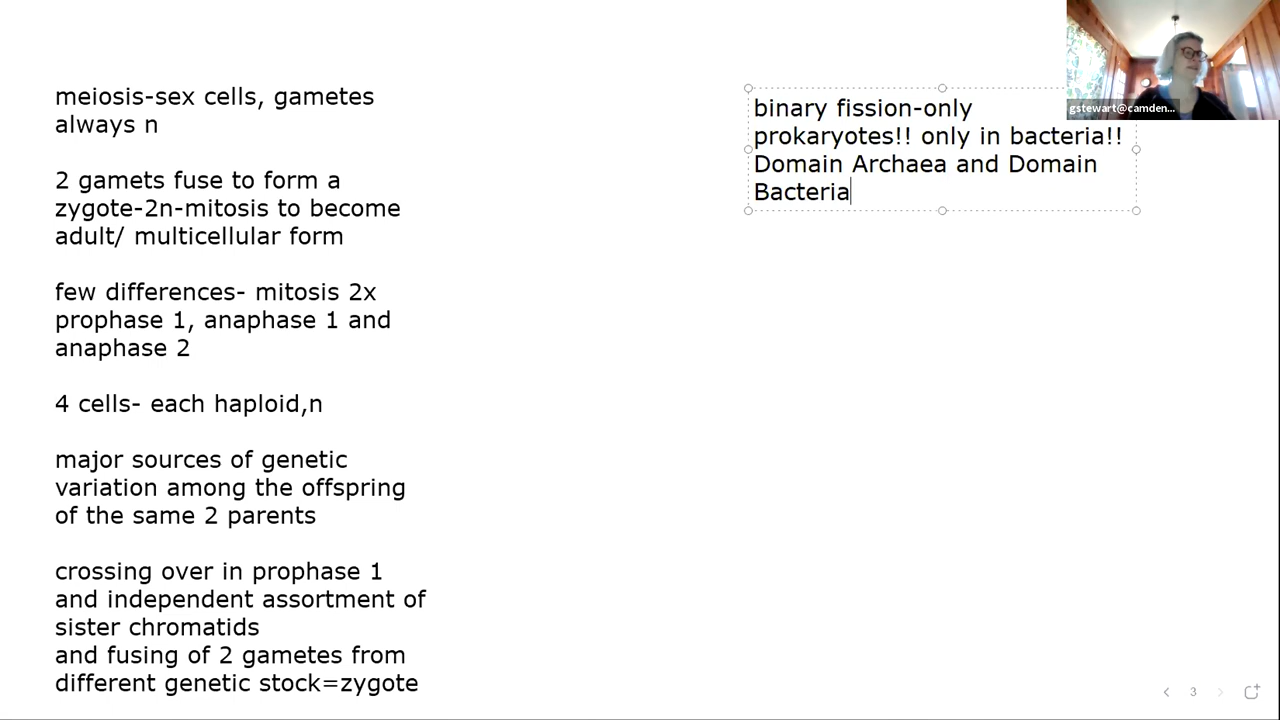 meiosis-sex cells, gametes
always n
2 gamets fuse to form a
zygote-2n-mitosis to become
adult/ multicellular form
few differences- mitosis 2x
prophase 1, anaphase 1 and
anaphase 2
4 cells- each haploid,n
major sources of genetic
variation among the offspring
of the same 2 parents
crossing over in prophase 1
and independent assortment of
sister chromatids
and fusing of 2 gametes from
different genetic stock=zygote
binary fission-only
prokaryotes!! only in bacteria!!
Domain Archaea and Domain
Bacteria
gstewart@camden...
3